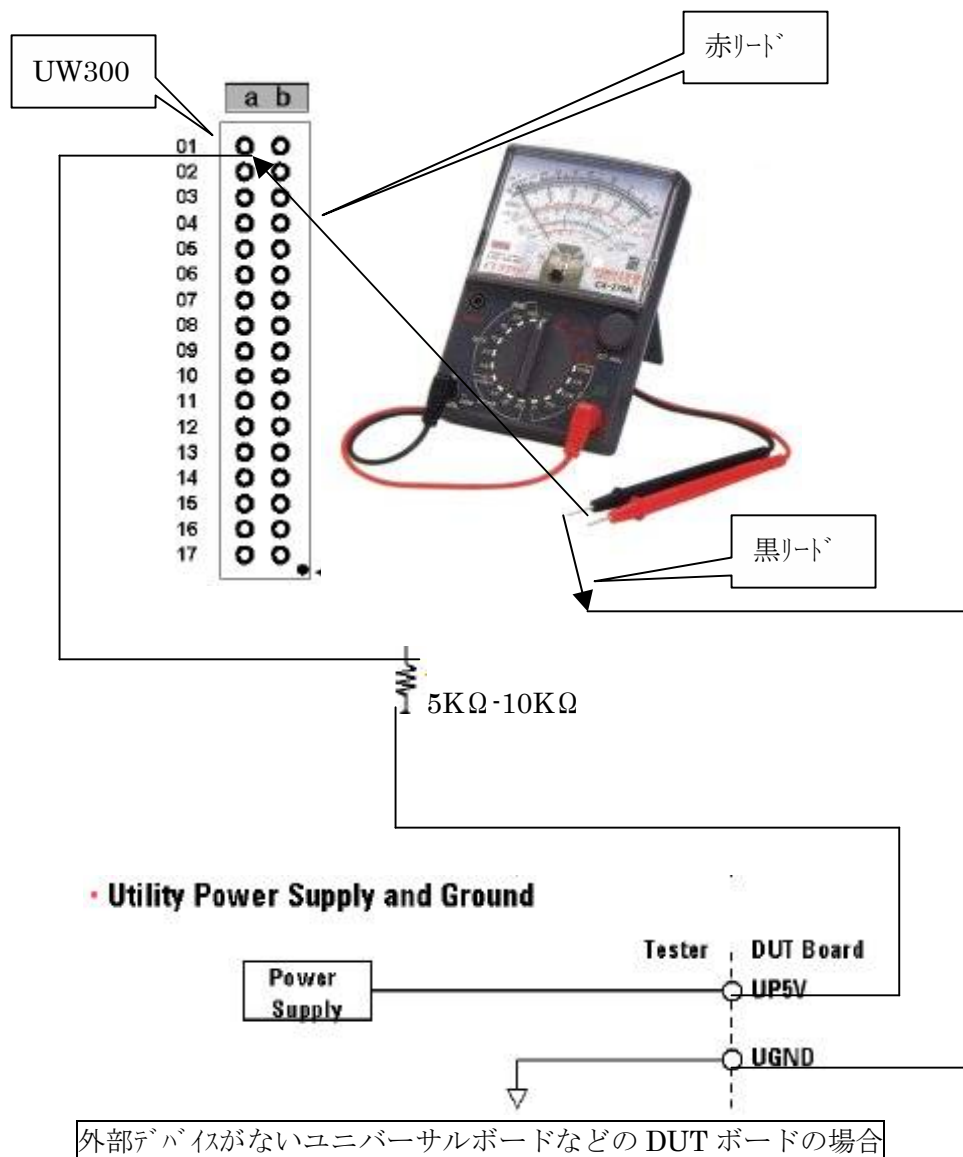 赤ﾘｰﾄﾞ
UW300
a b
01
02
03
04
05
06
07
08
09
10
11
12
13
14
15
16
17
CX-270N
黒ﾘｰﾄﾞ
5KΩ-10KΩ
・Utility Power Supply and Ground
Tester DUT Board
Power
Supply
UP5V
UGND
外部ﾃﾞﾊﾞｲｽがないユニバーサルボードなどの DUT ボードの場合